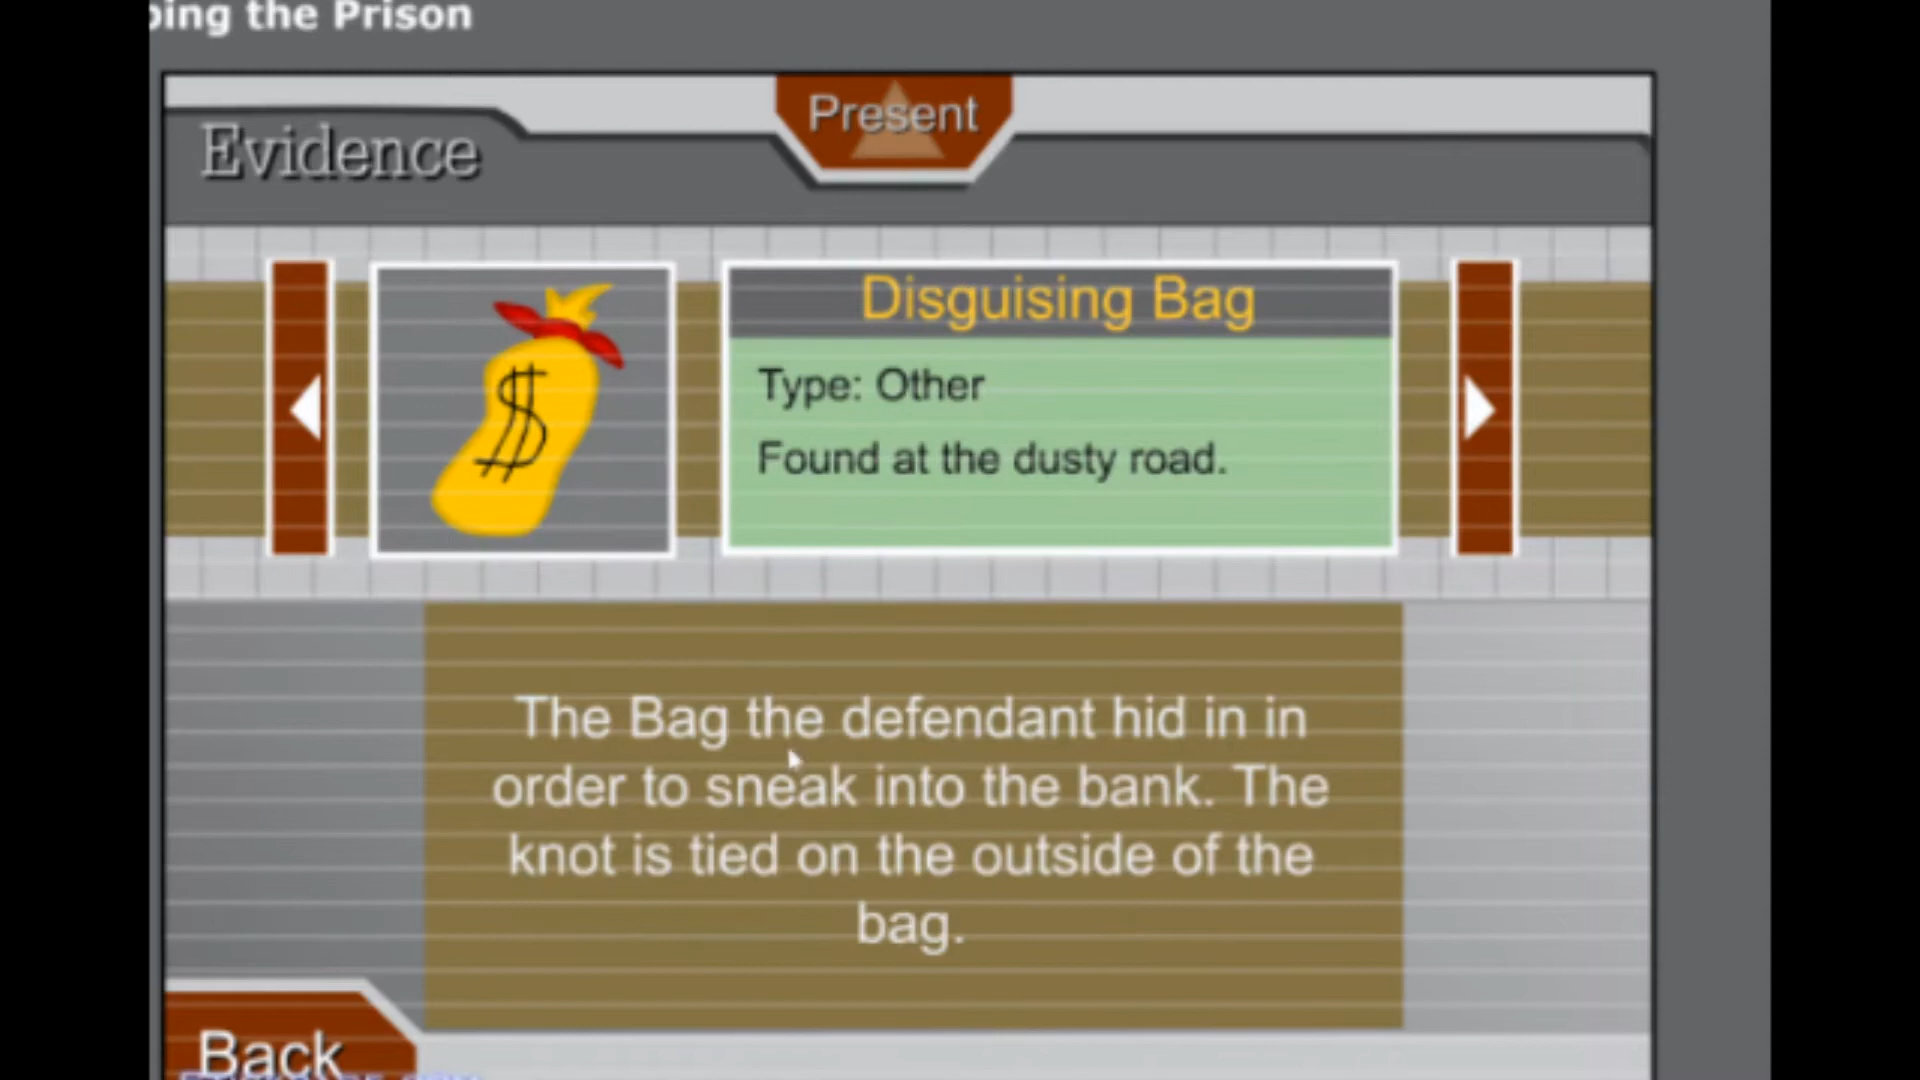 the Prison
Present
Evidence
Disguising Bag
$
Type: Other
Found at the dusty road.
The Bag the defendant hid in in
order to sneak into the bank. The
knot is tied on the outside of the
bag.
Back